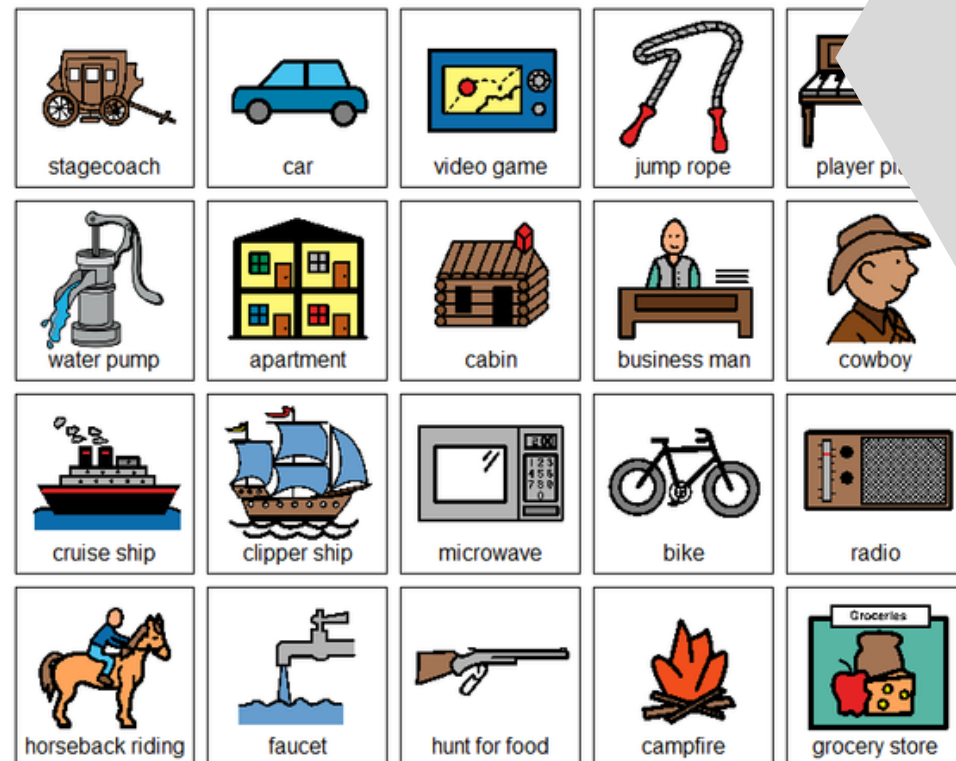 stagecoach
car
video game
jump rope
player
water pump
apartment
cabin
business man
cowboy
cruise ship
clipper ship
microwave
bike
radio
horseback riding
faucet
hunt for food
campfire
Groceries
grocery store